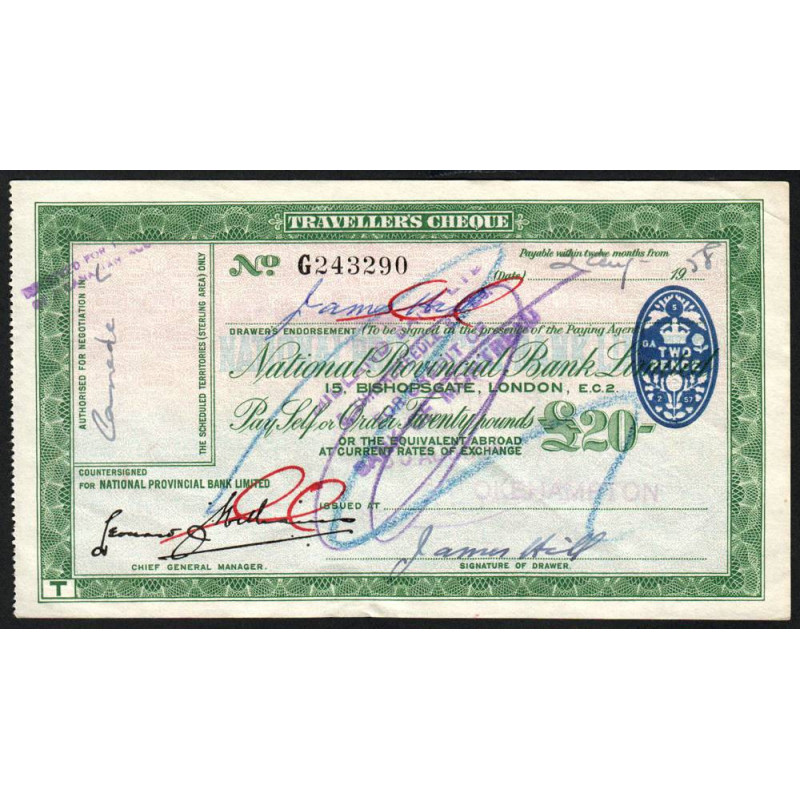 TRAVELLER'S CHEQUE
No G243290
Payable within twelve months from
(Date) 19 58
James Hill
DRAWER'S ENDORSEMENT (To be signed at the presence of the Paying Agent
National Provincial Bank Limited
15, BISHOPSGATE, LONDON, E.C.2.
Pay Self or Order Twenty pounds £20-
OR THE EQUIVALENT ABROAD
AT CURRENT RATES OF EXCHANGE
AUTHORISED FOR NEGOTIATION IN
Canada
THE SCHEDULED TERRITORIES (STERLING AREA) ONLY
S
GA
TWO
PENCE
2 57
COUNTERSIGNED
FOR NATIONAL PROVINCIAL BANK LIMITED
ISSUED AT
OKEHAMPTON
CHIEF GENERAL MANAGER.
James Hill
SIGNATURE OF DRAWER.
T